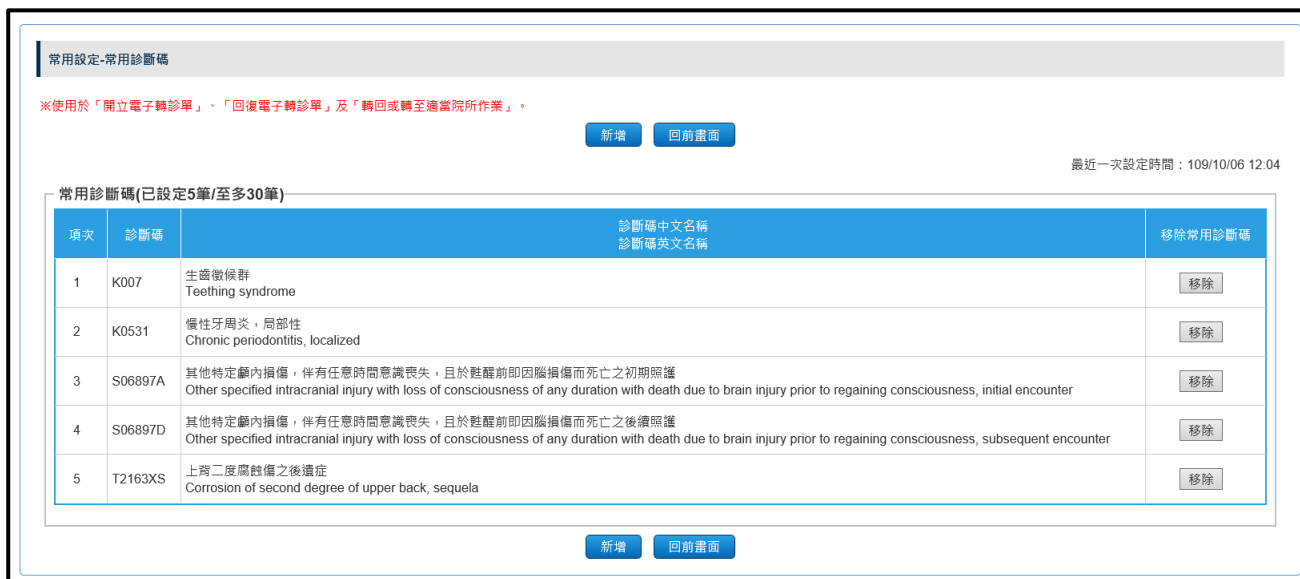 常用設定-常用診斷碼
※使用於「開立電子轉診單」、「回復電子轉診單」及「轉回或轉至適當院所作業」。
新增 回前畫面
最近一次設定時間：109/10/06 12:04
常用診斷碼(已設定5筆/至多30筆)
項次 診斷碼 診斷碼中文名稱 移除常用診斷碼
診斷碼英文名稱
1 K007 生齒徵候群 移除
Teething syndrome
2 K0531 慢性牙周炎，局部性 移除
Chronic periodontitis, localized
3 S06897A 其他特定顱內損傷，伴有任意時間意識喪失，且於甦醒前即因腦損傷而死亡之初期照護 移除
Other specified intracranial injury with loss of consciousness of any duration with death due to brain injury prior to regaining consciousness, initial encounter
4 S06897D 其他特定顱內損傷，伴有任意時間意識喪失，且於甦醒前即因腦損傷而死亡之後續照護 移除
Other specified intracranial injury with loss of consciousness of any duration with death due to brain injury prior to regaining consciousness, subsequent encounter
5 T2163XS 上背二度腐蝕傷之後遺症 移除
Corrosion of second degree of upper back, sequela
新增 回前畫面